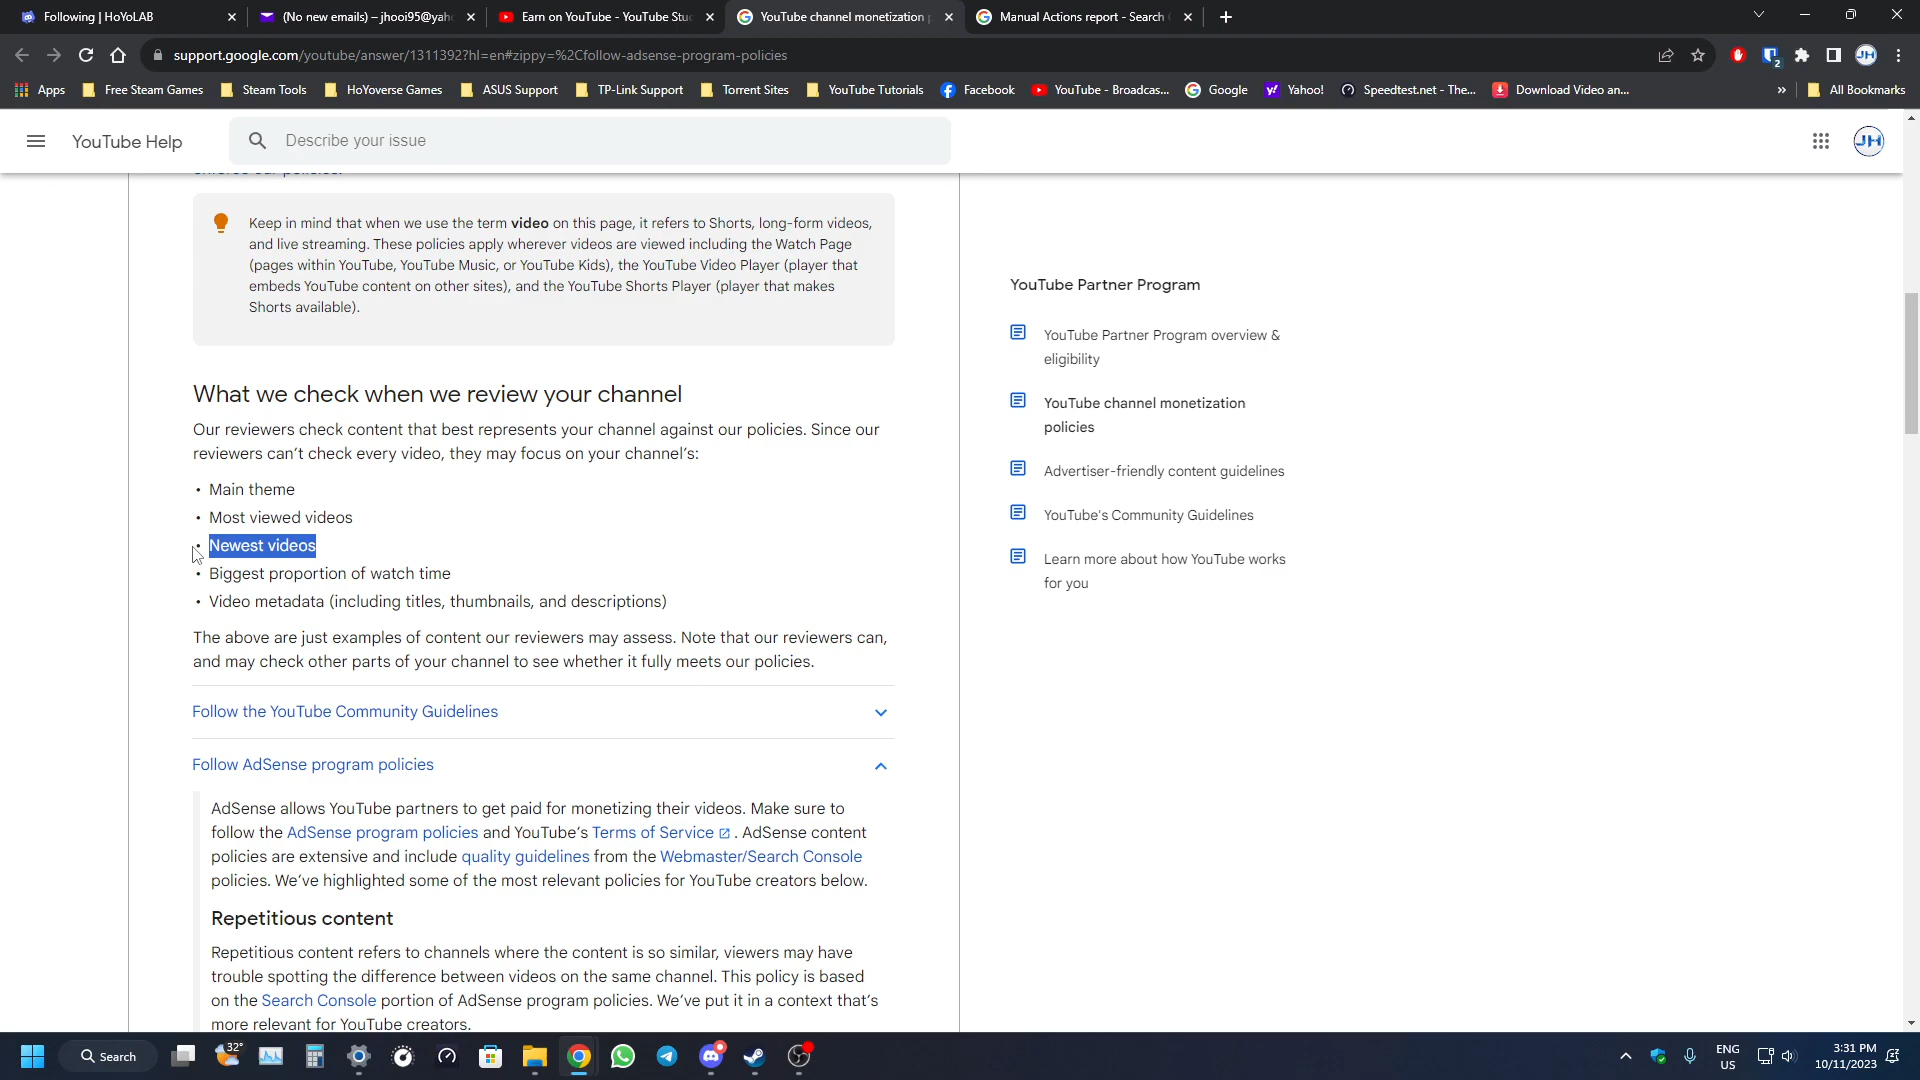 Following | HoYoLAB
(No new emails) – jhooi95@yah
Earn on YouTube - YouTube Stu
YouTube channel monetization p
Manual Actions report - Search
support.google.com/youtube/answer/1311392?hl=en#zippy=%2Cfollow-adsense-program-policies
Apps
Free Steam Games
Steam Tools
HoYoverse Games
ASUS Support
TP-Link Support
Torrent Sites
YouTube Tutorials
Facebook
YouTube - Broadcas...
Google
Yahoo!
Speedtest.net - The...
Download Video an...
»
All Bookmarks
YouTube Help
Describe your issue
JH
Keep in mind that when we use the term video on this page, it refers to Shorts, long-form videos,
and live streaming. These policies apply wherever videos are viewed including the Watch Page
(pages within YouTube, YouTube Music, or YouTube Kids), the YouTube Video Player (player that
embeds YouTube content on other sites), and the YouTube Shorts Player (player that makes
Shorts available).
What we check when we review your channel
Our reviewers check content that best represents your channel against our policies. Since our
reviewers can't check every video, they may focus on your channel's:
• Main theme
• Most viewed videos
• Newest videos
• Biggest proportion of watch time
• Video metadata (including titles, thumbnails, and descriptions)
The above are just examples of content our reviewers may assess. Note that our reviewers can,
and may check other parts of your channel to see whether it fully meets our policies.
Follow the YouTube Community Guidelines
Follow AdSense program policies
AdSense allows YouTube partners to get paid for monetizing their videos. Make sure to
follow the AdSense program policies and YouTube's Terms of Service . AdSense content
policies are extensive and include quality guidelines from the Webmaster/Search Console
policies. We've highlighted some of the most relevant policies for YouTube creators below.
Repetitious content
Repetitious content refers to channels where the content is so similar, viewers may have
trouble spotting the difference between videos on the same channel. This policy is based
on the Search Console portion of AdSense program policies. We've put it in a context that's
more relevant for YouTube creators.
YouTube Partner Program
YouTube Partner Program overview &
eligibility
YouTube channel monetization
policies
Advertiser-friendly content guidelines
YouTube's Community Guidelines
Learn more about how YouTube works
for you
Search
32°
ENG
US
3:31 PM
10/11/2023